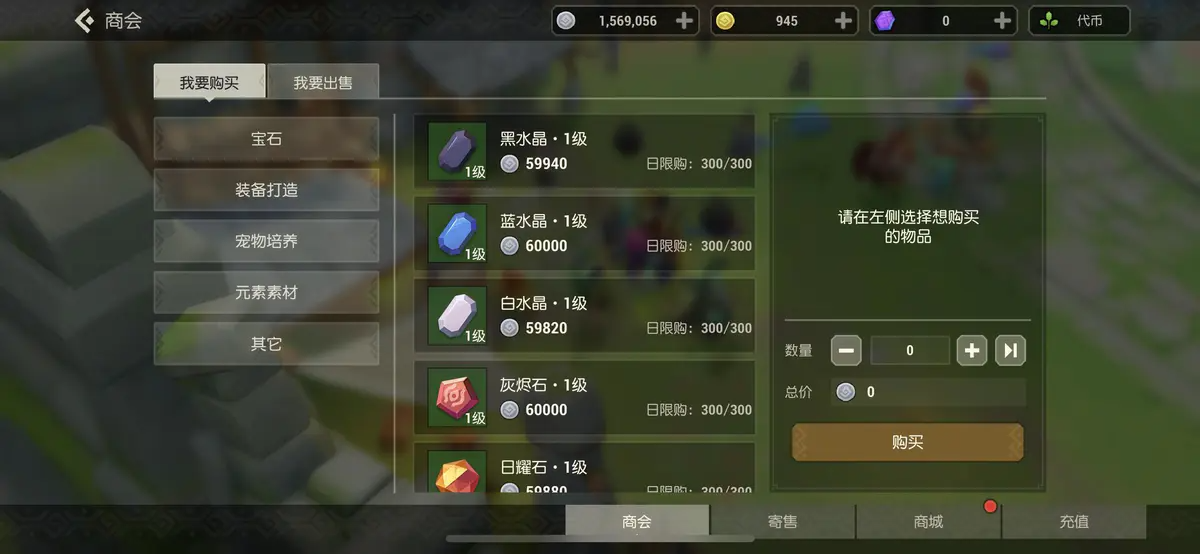 商会
1,569,056
945
0
代币
我要购买
我要出售
宝石
装备打造
宠物培养
元素素材
其它
黑水晶·1级
1级
59940
日限购：300/300
蓝水晶·1级
1级
60000
日限购：300/300
白水晶·1级
1级
59820
日限购：300/300
灰烬石·1级
1级
60000
日限购：300/300
日耀石·1级
59880
日限购：300/300
请在左侧选择想购买
的物品
数量
0
总价
0
购买
商会
寄售
商城
充值